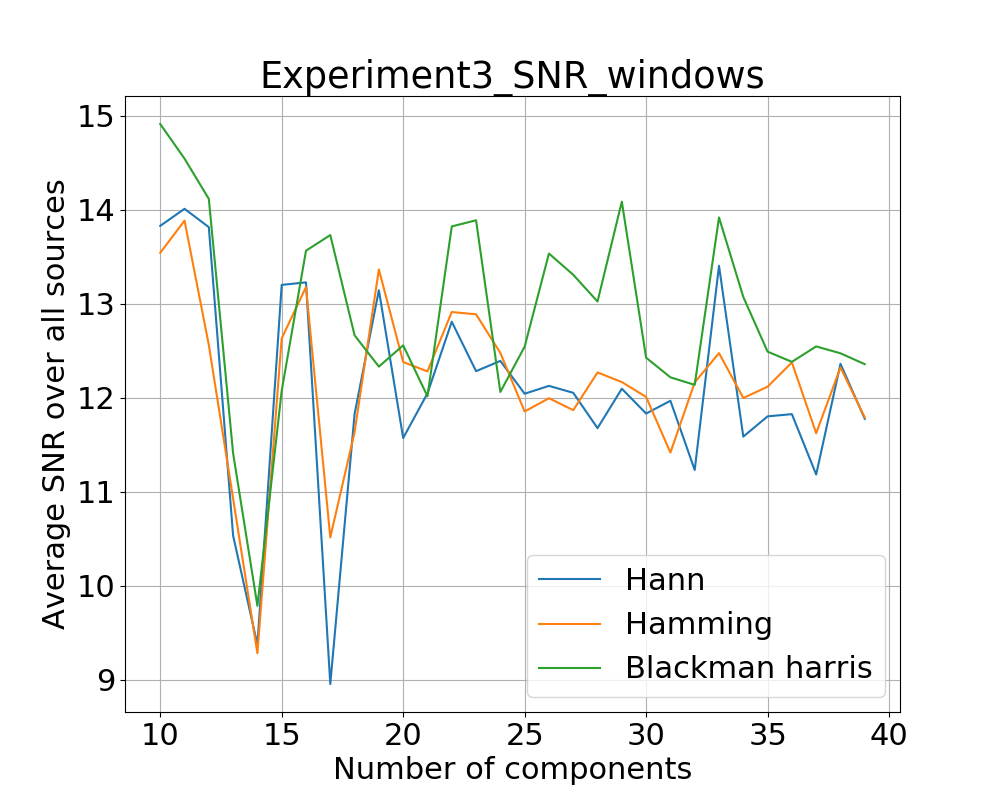 Experiment3_SNR_windows
15
14
13
12
11
10
9
Average SNR over all sources
Hann
Hamming
Blackman harris
10 15 20 25 30 35 40
Number of components